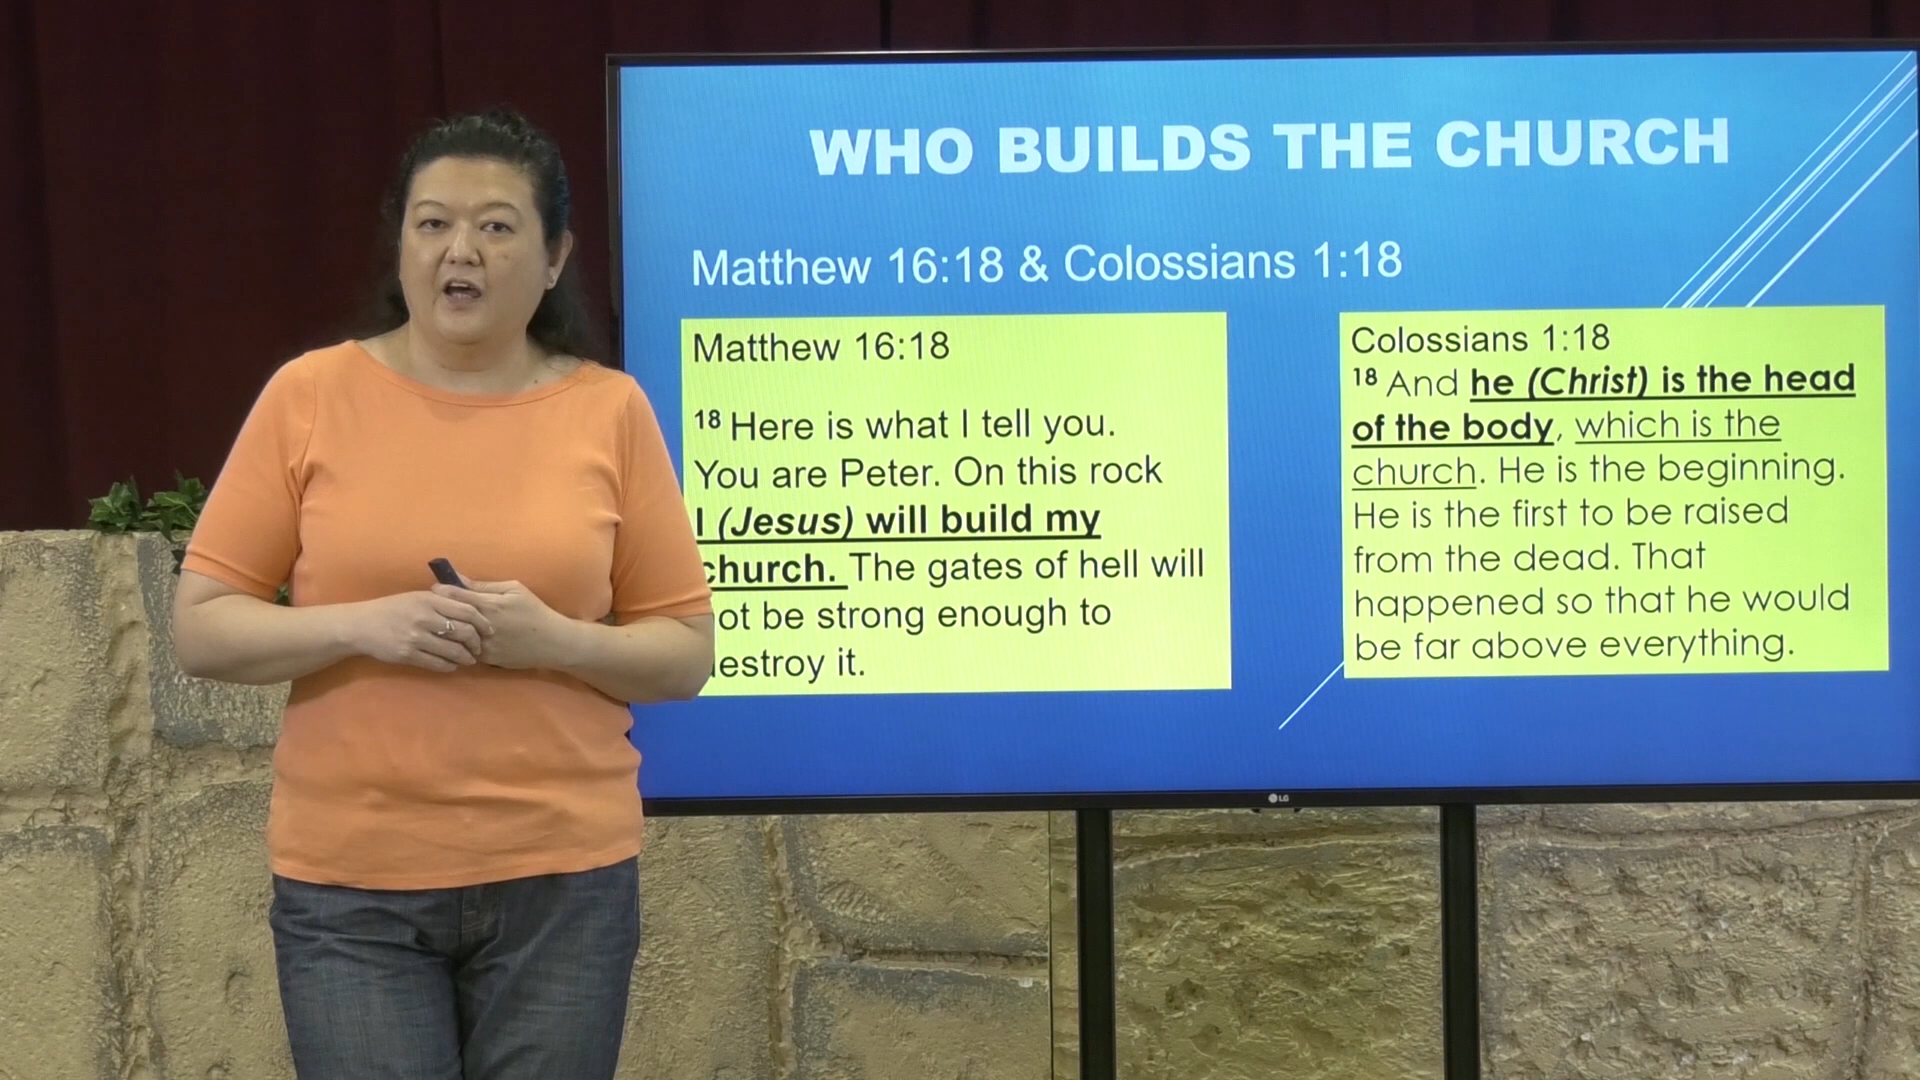 WHO BUILDS THE CHURCH
Matthew 16:18 & Colossians 1:18
Matthew 16:18
18 Here is what I tell you.
You are Peter. On this rock
I (Jesus) will build my
church. The gates of hell will
ot be strong enough to
estroy it.
Colossians 1:18
18 And he (Christ) is the head
of the body, which is the
church. He is the beginning.
He is the first to be raised
from the dead. That
happened so that he would
be far above everything.
LG